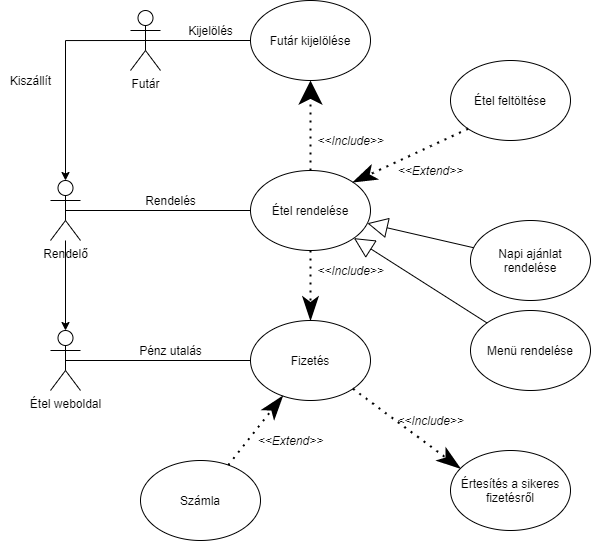 Kijelölés
Futár kijelölése
Kiszállít
Futár
Étel feltöltése
<<Include>>
<<Extend>>
Rendelés
Étel rendelése
Rendelő
Napi ajánlat
rendelése
<<Include>>
Pénz utalás
Fizetés
Menü rendelése
Étel weboldal
<<Include>>
<<Extend>>
Számla
Értesítés a sikeres
fizetésről